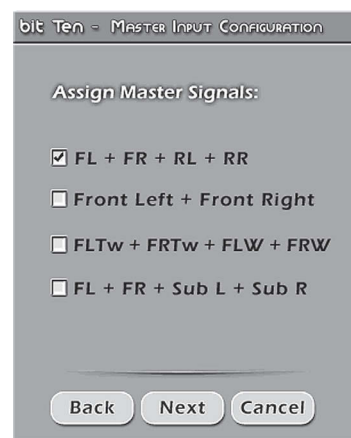 bit Ten - Master Input Configuration
Assign Master Signals:
FL + FR + RL + RR
Front Left + Front Right
FLTw + FRTw + FLW + FRW
FL + FR + Sub L + Sub R
Back Next Cancel